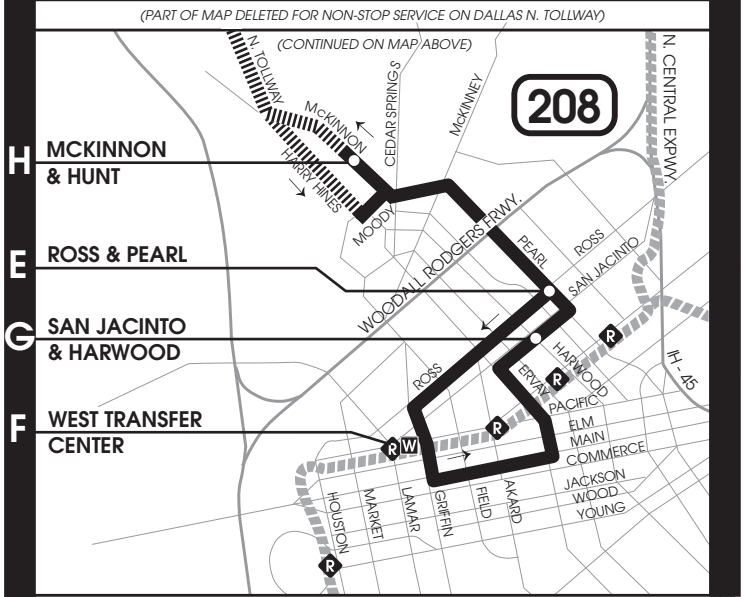 (PART OF MAP DELETED FOR NON-STOP SERVICE ON DALLAS N. TOLLWAY)
(CONTINUED ON MAP ABOVE)
N. TOLLWAY
McKINNON
CEDAR SPRINGS
McKINNEY
208
N. CENTRAL EXPWY.
H
MCKINNON
& HUNT
HARRY HINES
MOODY
WOODALL RODGERS FRWY.
PEARL
ROSS
SAN JACINTO
E
ROSS & PEARL
G
SAN JACINTO
& HARWOOD
HARWOOD
ERVAY
R
R
IH - 45
ROSS
PACIFIC
F
WEST TRANSFER
CENTER
R
W
R
ELM
MAIN
COMMERCE
JACKSON
WOOD
YOUNG
HOUSTON
MARKET
LAMAR
GRIFFIN
FIELD
AKARD
R